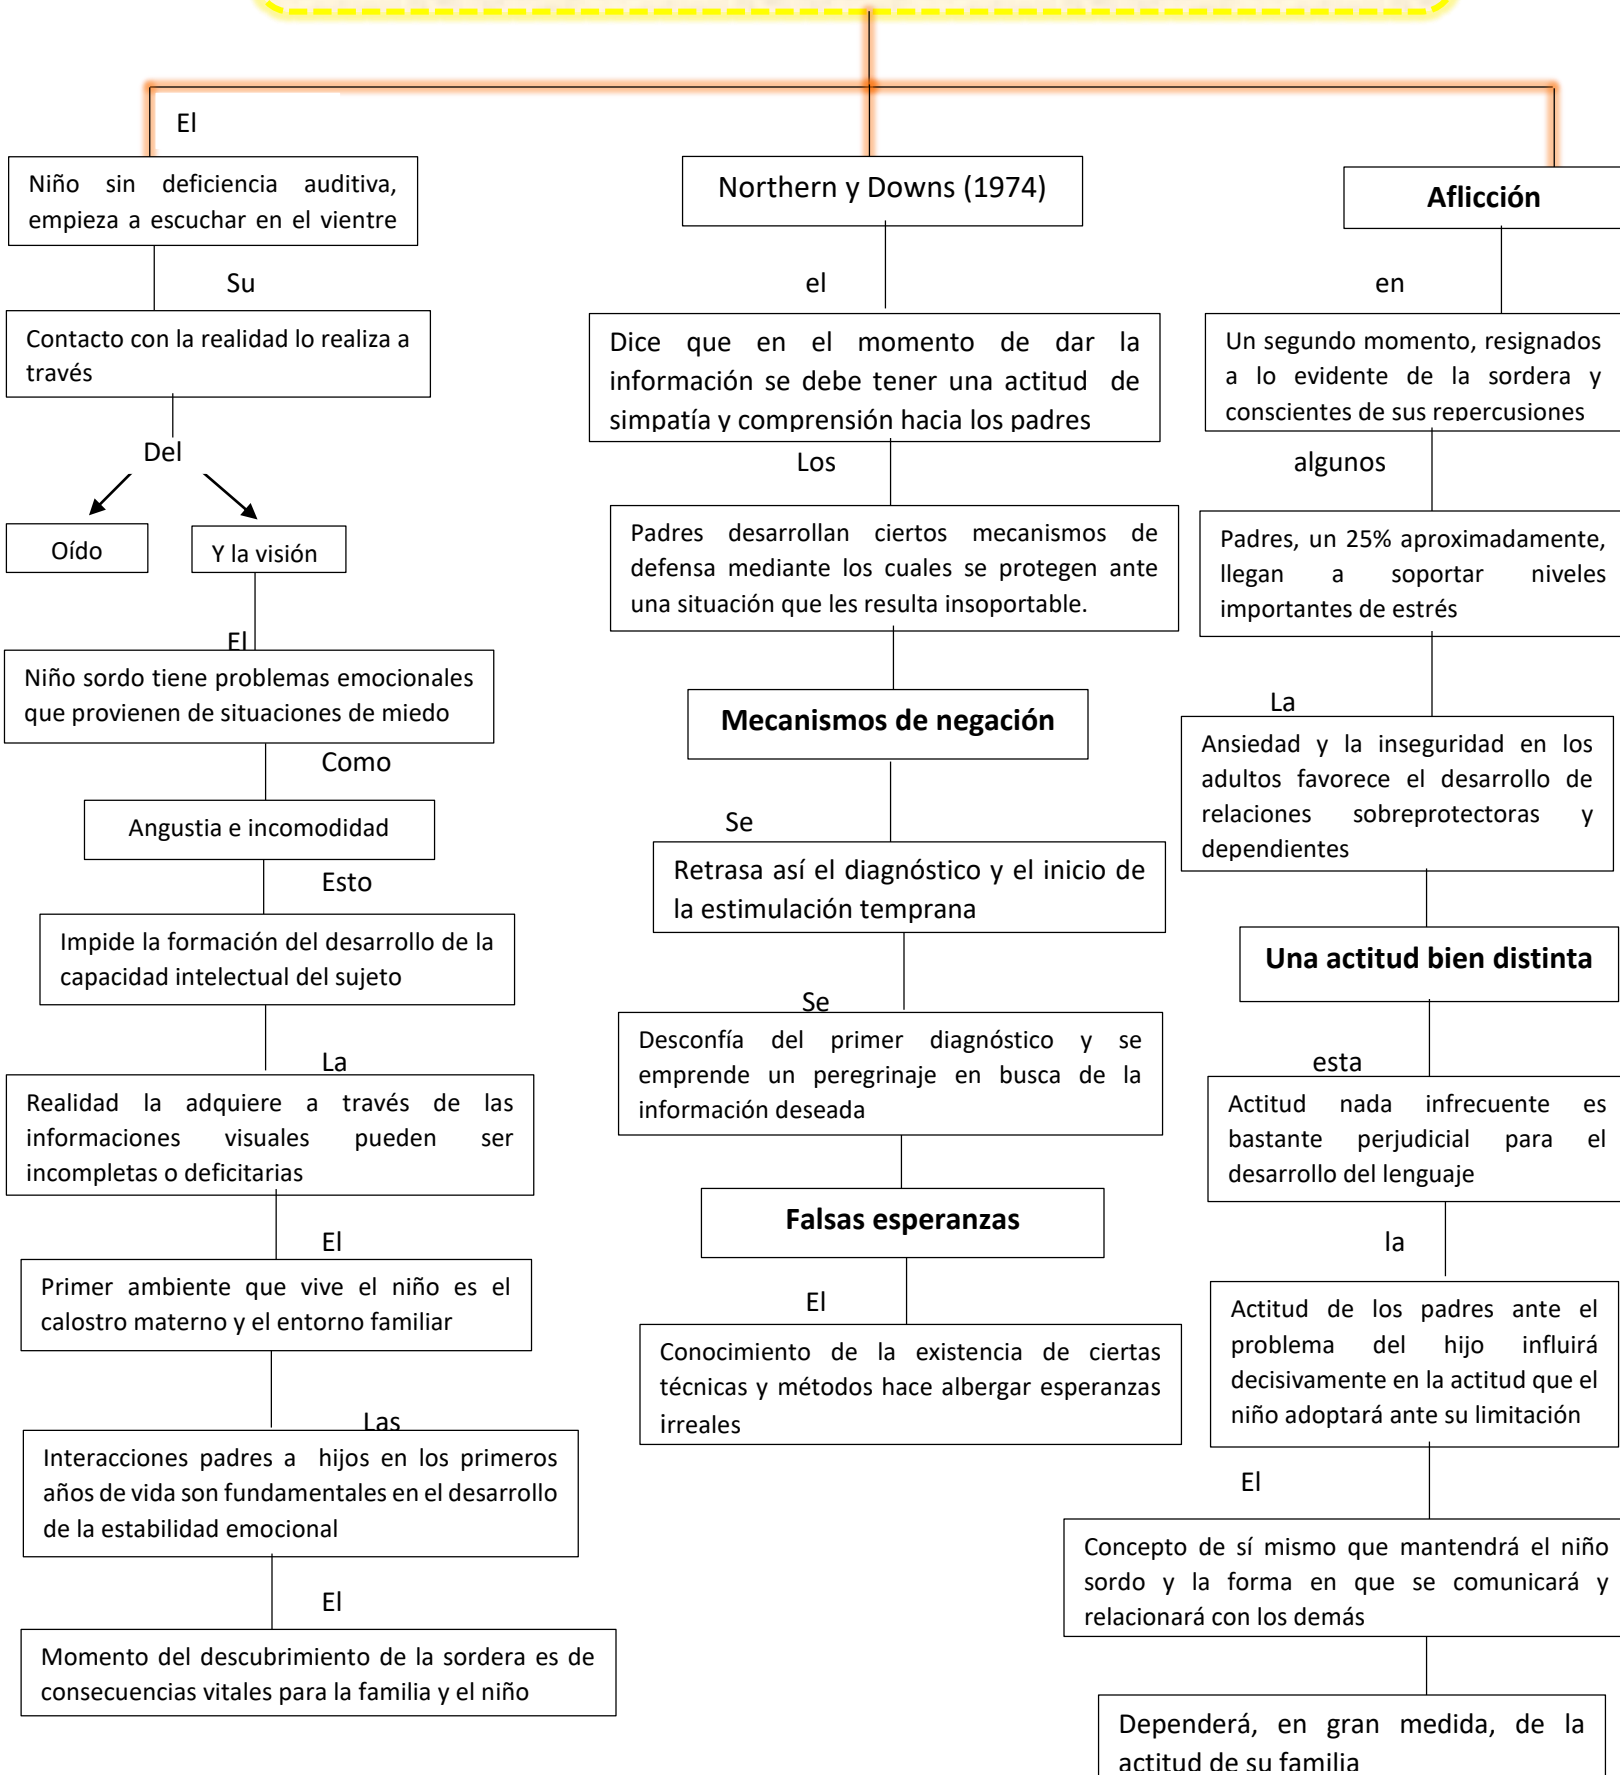 El
Niño sin deficiencia auditiva,
empieza a escuchar en el vientre
Su
Contacto con la realidad lo realiza a
través
Del
Oído
Y la visión
El
Niño sordo tiene problemas emocionales
que provienen de situaciones de miedo
Como
Angustia e incomodidad
Esto
Impide la formación del desarrollo de la
capacidad intelectual del sujeto
La
Realidad la adquiere a través de las
informaciones visuales pueden ser
incompletas o deficitarias
El
Primer ambiente que vive el niño es el
calostro materno y el entorno familiar
Las
Interacciones padres a hijos en los primeros
años de vida son fundamentales en el desarrollo
de la estabilidad emocional
El
Momento del descubrimiento de la sordera es de
consecuencias vitales para la familia y el niño
Northern y Downs (1974)
el
Dice que en el momento de dar la
información se debe tener una actitud de
simpatía y comprensión hacia los padres
Los
Padres desarrollan ciertos mecanismos de
defensa mediante los cuales se protegen ante
una situación que les resulta insoportable.
Mecanismos de negación
Se
Retrasa así el diagnóstico y el inicio de
la estimulación temprana
Se
Desconfía del primer diagnóstico y se
emprende un peregrinaje en busca de la
información deseada
Falsas esperanzas
El
Conocimiento de la existencia de ciertas
técnicas y métodos hace albergar esperanzas
irreales
Aflicción
en
Un segundo momento, resignados
a lo evidente de la sordera y
conscientes de sus repercusiones
algunos
Padres, un 25% aproximadamente,
llegan a soportar niveles
importantes de estrés
La
Ansiedad y la inseguridad en los
adultos favorece el desarrollo de
relaciones sobreprotectoras y
dependientes
Una actitud bien distinta
esta
Actitud nada infrecuente es
bastante perjudicial para el
desarrollo del lenguaje
la
Actitud de los padres ante el
problema del hijo influirá
decisivamente en la actitud que el
niño adoptará ante su limitación
El
Concepto de sí mismo que mantendrá el niño
sordo y la forma en que se comunicará y
relacionará con los demás
Dependerá, en gran medida, de la
actitud de su familia